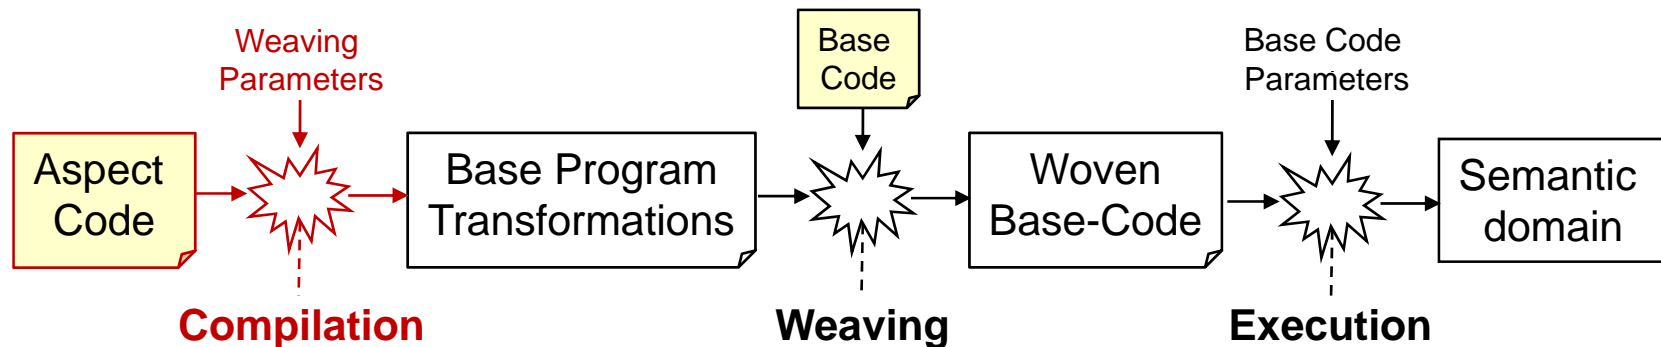 Weaving
Parameters
Base
Code
Base Code
Parameters
Aspect
Code
Base Program
Transformations
Woven
Base-Code
Semantic
domain
Compilation
Weaving
Execution